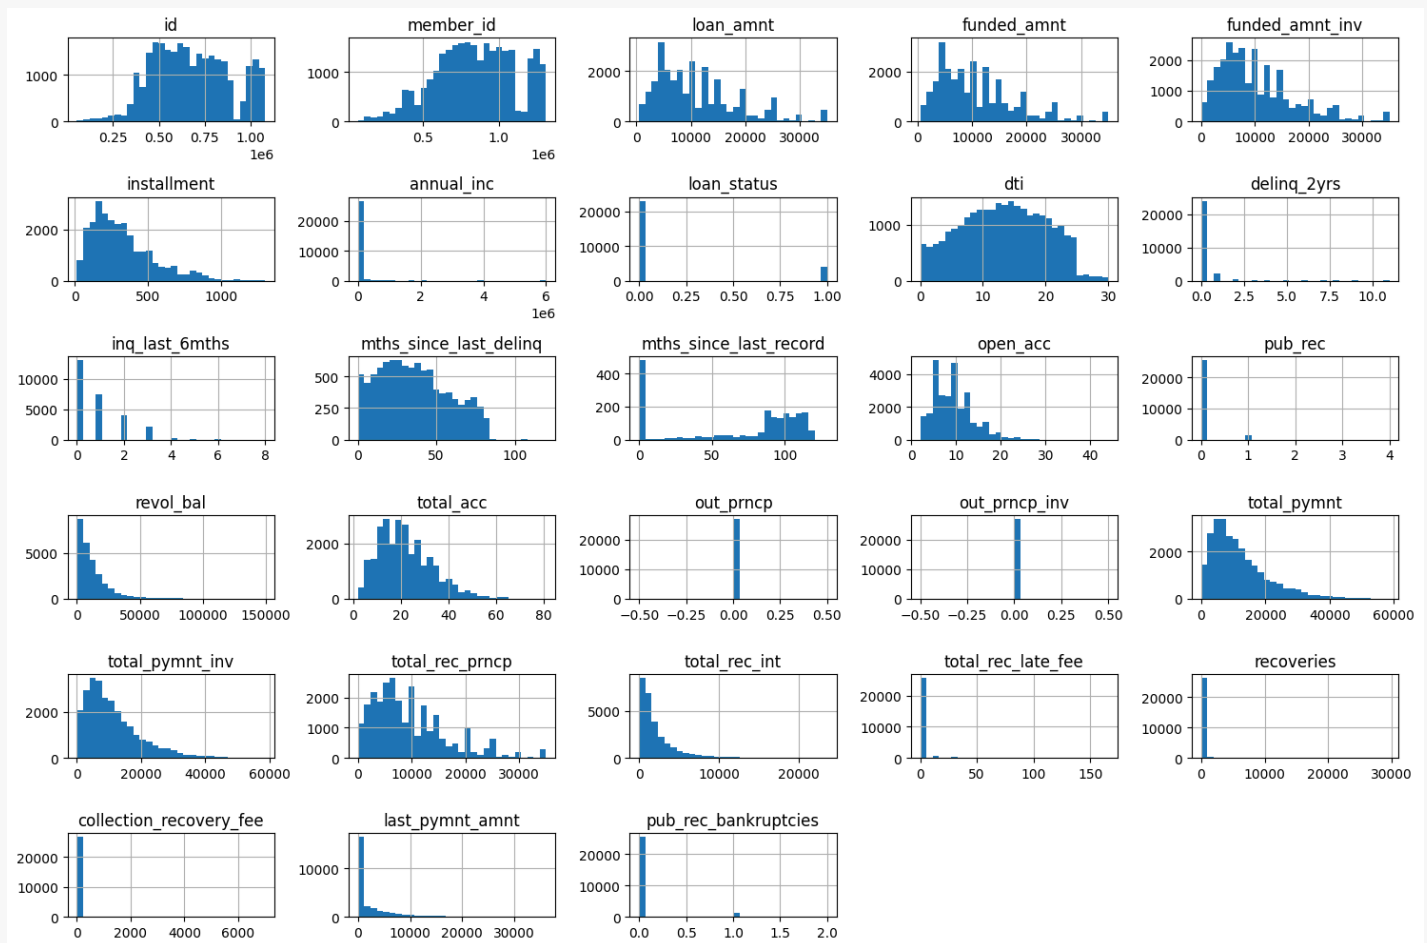 id member_id loan_amnt funded_amnt funded_amnt_inv
1000 1000 2000 2000 2000
1000
0 0 0 0 0
0.25 0.50 0.75 1.00 0.5 1.0 0 10000 20000 30000 0 10000 20000 30000 0 10000 20000 30000
1e6 1e6
installment annual_inc loan_status dti delinq_2yrs
2000 20000 20000 1000 20000
10000 10000 10000
0 0 0 0 0
0 500 1000 0 2 4 6 0.00 0.25 0.50 0.75 1.00 0 10 20 30 0.0 2.5 5.0 7.5 10.0
1e6
inq_last_6mths mths_since_last_delinq mths_since_last_record open_acc pub_rec
10000 500 400 4000 20000
5000 250 200 2000 10000
0 0 0 0 0
0 2 4 6 8 0 50 100 0 50 100 0 10 20 30 40 0 1 2 3 4
revol_bal total_acc out_prncp out_prncp_inv total_pymnt
5000 2000 20000 20000 2000
10000 10000
0 0 0 0 0
0 50000 100000 150000 0 20 40 60 80 −0.50 −0.25 0.00 0.25 0.50 −0.50 −0.25 0.00 0.25 0.50 0 20000 40000 60000
total_pymnt_inv total_rec_prncp total_rec_int total_rec_late_fee recoveries
2000 2000 5000 20000 20000
1000 10000 10000
0 0 0 0 0
0 20000 40000 60000 0 10000 20000 30000 0 10000 20000 0 50 100 150 0 10000 20000 30000
collection_recovery_fee last_pymnt_amnt pub_rec_bankruptcies
20000 10000 20000
10000 10000
0 0 0
0 2000 4000 6000 0 10000 20000 30000 0.0 0.5 1.0 1.5 2.0